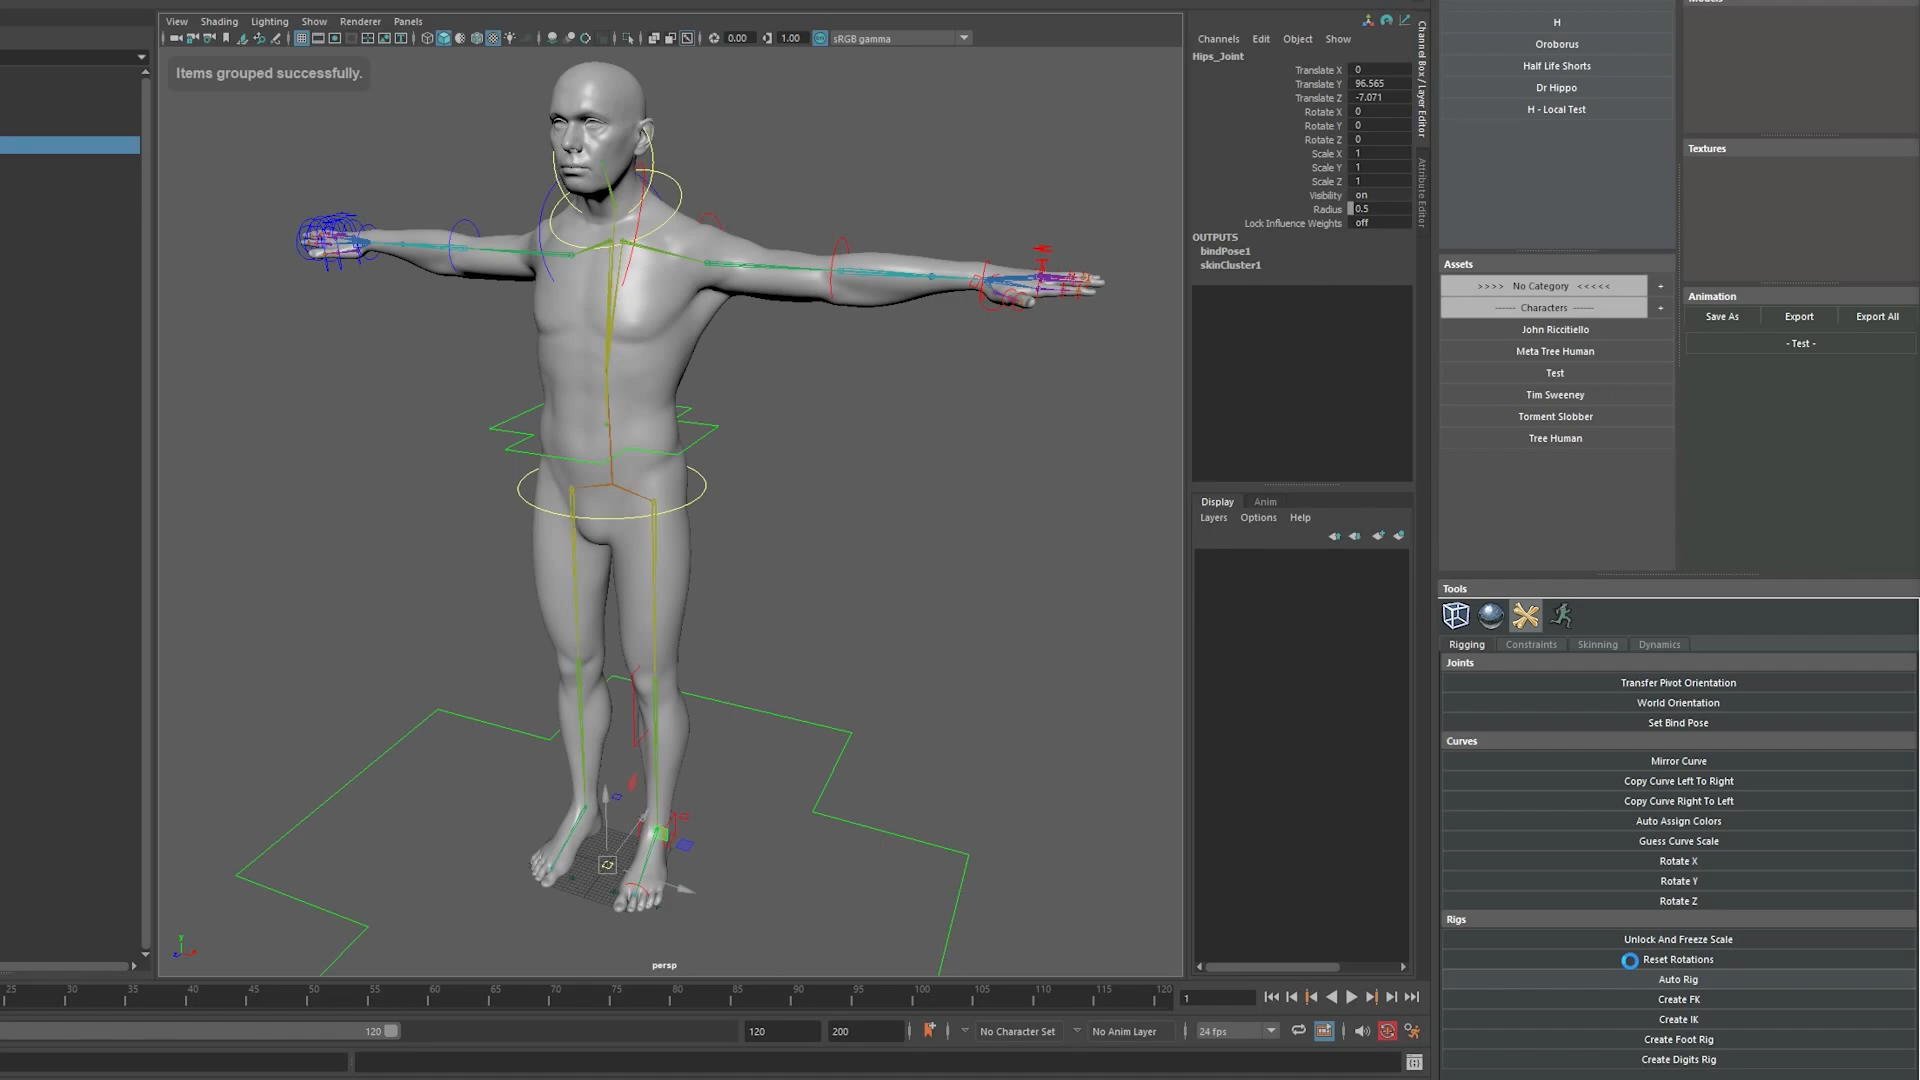 View Shading Lighting Show Renderer Panels
0.00 1.00 sRGB gamma
Items grouped successfully.
persp
Channels Edit Object Show
Hips_Joint
Translate X 0
Translate Y 96.565
Translate Z -7.071
Rotate X 0
Rotate Y 0
Rotate Z 0
Scale X 1
Scale Y 1
Scale Z 1
Visibility on
Radius 0.5
Lock Influence Weights off
OUTPUTS
bindPose1
skinCluster1
Channel Box / Layer Editor
Attribute Editor
Display Anim
Layers Options Help
H
Oroborus
Half Life Shorts
Dr Hippo
H - Local Test
Assets
>>>> No Category <<<<<
+
------ Characters ------
+
John Riccitiello
Meta Tree Human
Test
Tim Sweeney
Torment Slobber
Tree Human
Textures
Animation
Save As Export Export All
- Test -
Tools
Rigging Constraints Skinning Dynamics
Joints
Transfer Pivot Orientation
World Orientation
Set Bind Pose
Curves
Mirror Curve
Copy Curve Left To Right
Copy Curve Right To Left
Auto Assign Colors
Guess Curve Scale
Rotate X
Rotate Y
Rotate Z
Rigs
Unlock And Freeze Scale
Reset Rotations
Auto Rig
Create FK
Create IK
Create Foot Rig
Create Digits Rig
25 30 35 40 45 50 55 60 65 70 75 80 85 90 95 100 105 110 115 120
1
120 120 200 No Character Set No Anim Layer 24 fps